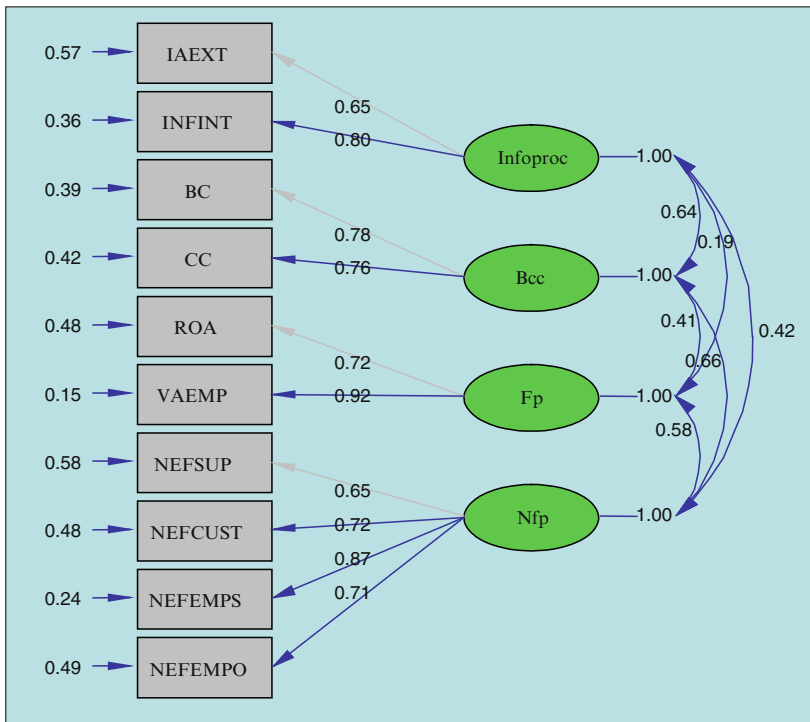 0.57 IAEXT
0.65
0.36 INFINT
0.80
Infoproc 1.00
0.39 BC
0.64
0.78
0.19
0.42 CC
0.76
Bcc 1.00
0.48 ROA
0.41
0.42
0.72
0.66
0.15 VAEMP
0.92
Fp 1.00
0.58
0.58 NEFSUP
0.65
0.48 NEFCUST
0.72
Nfp 1.00
0.87
0.24 NEFEMPS
0.71
0.49 NEFEMPO